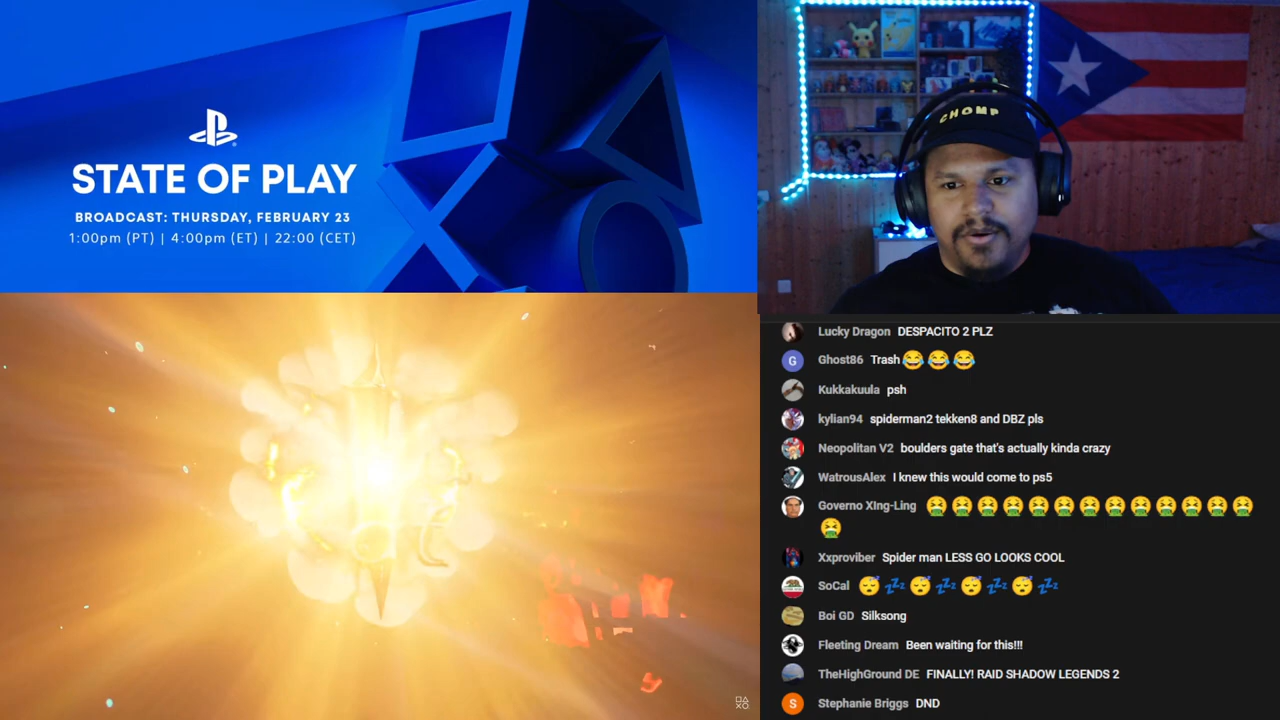 STATE OF PLAY
BROADCAST: THURSDAY, FEBRUARY 23
1:00pm (PT) | 4:00pm (ET) | 22:00 (CET)
CHOMP
Lucky Dragon DESPACITO 2 PLZ
G Ghost86 Trash😂😂😂
Kukkakuula psh
kylian94 spiderman2 tekken8 and DBZ pls
Neopolitan V2 boulders gate that's actually kinda crazy
WatrousAlex I knew this would come to ps5
Governo XIng-Ling 🤮🤮🤮🤮🤮🤮🤮🤮🤮🤮🤮🤮🤮
🤮
Xxproviber Spider man LESS GO LOOKS COOL
SoCal 😴💤😴💤😴💤😴💤
Boi GD Silksong
Fleeting Dream Been waiting for this!!!
TheHighGround DE FINALLY! RAID SHADOW LEGENDS 2
S Stephanie Briggs DND